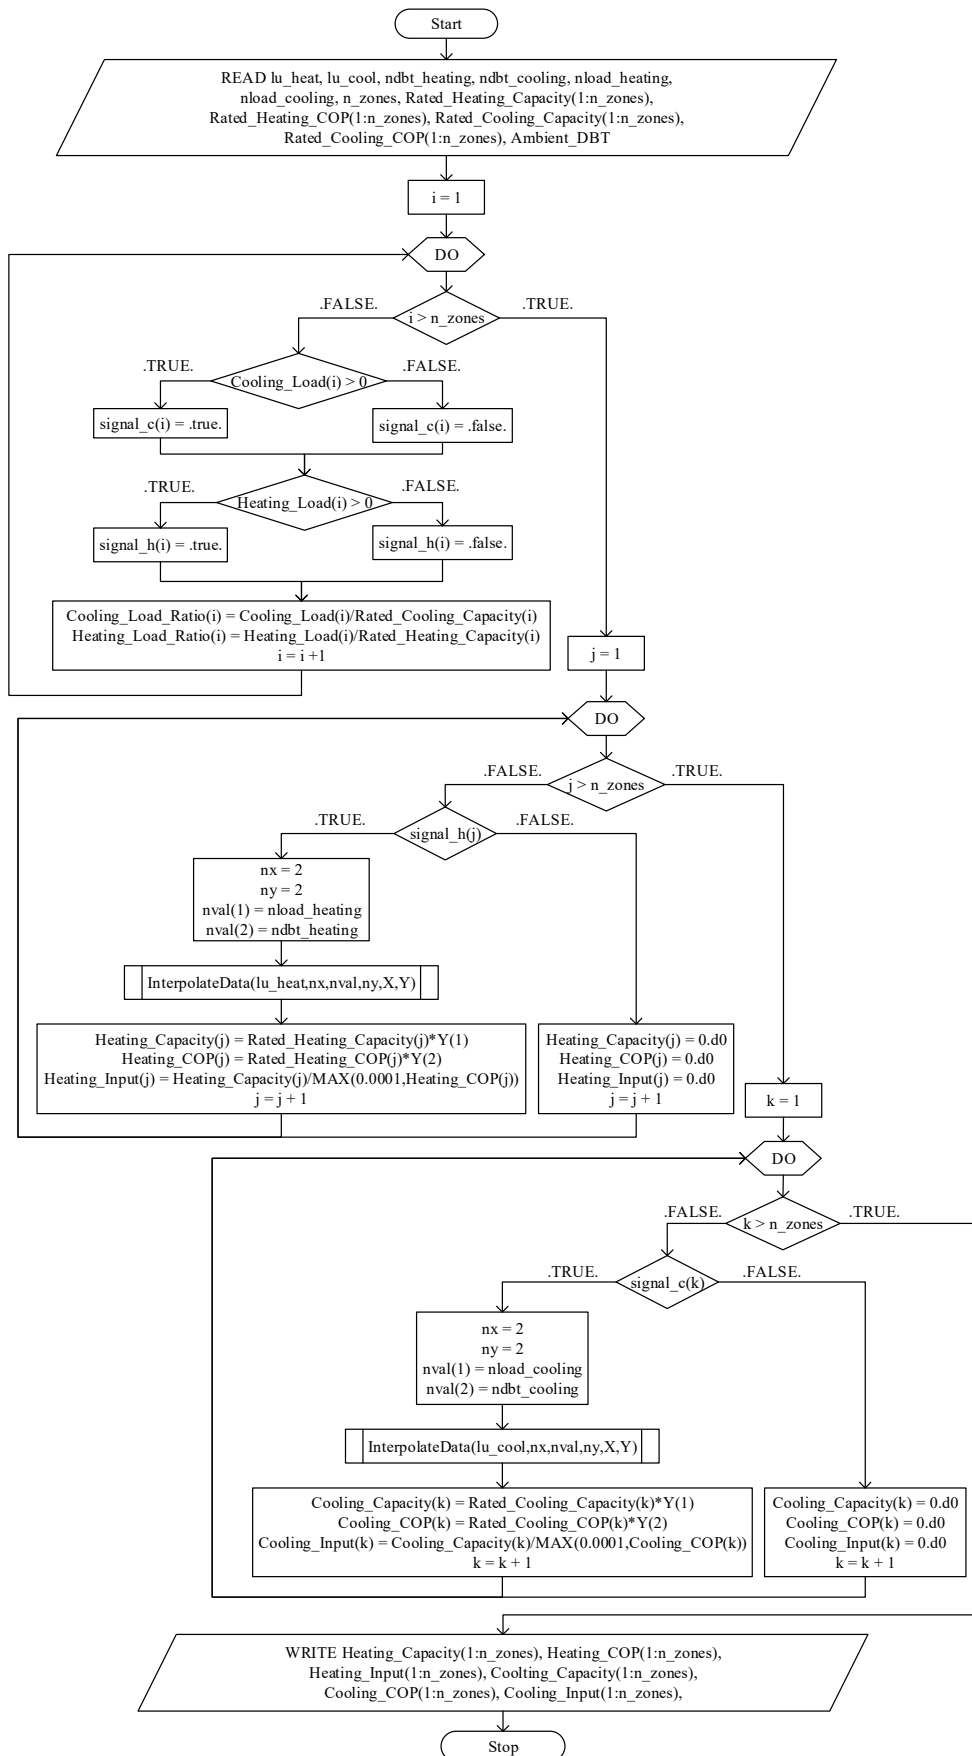 Start
READ lu_heat, lu_cool, ndbt_heating, ndbt_cooling, nload_heating,
nload_cooling, n_zones, Rated_Heating_Capacity(1:n_zones),
Rated_Heating_COP(1:n_zones), Rated_Cooling_Capacity(1:n_zones),
Rated_Cooling_COP(1:n_zones), Ambient_DBT
i = 1
DO
.FALSE.
.TRUE.
i > n_zones
.TRUE.
.FALSE.
Cooling_Load(i) > 0
signal_c(i) = .true.
signal_c(i) = .false.
.TRUE.
.FALSE.
Heating_Load(i) > 0
signal_h(i) = .true.
signal_h(i) = .false.
Cooling_Load_Ratio(i) = Cooling_Load(i)/Rated_Cooling_Capacity(i)
Heating_Load_Ratio(i) = Heating_Load(i)/Rated_Heating_Capacity(i)
i = i +1
j = 1
DO
.FALSE.
.TRUE.
j > n_zones
.TRUE.
.FALSE.
signal_h(j)
nx = 2
ny = 2
nval(1) = nload_heating
nval(2) = ndbt_heating
InterpolateData(lu_heat,nx,nval,ny,X,Y)
Heating_Capacity(j) = Rated_Heating_Capacity(j)*Y(1)
Heating_COP(j) = Rated_Heating_COP(j)*Y(2)
Heating_Input(j) = Heating_Capacity(j)/MAX(0.0001,Heating_COP(j))
j = j + 1
Heating_Capacity(j) = 0.d0
Heating_COP(j) = 0.d0
Heating_Input(j) = 0.d0
j = j + 1
k = 1
DO
.FALSE.
.TRUE.
k > n_zones
.TRUE.
.FALSE.
signal_c(k)
nx = 2
ny = 2
nval(1) = nload_cooling
nval(2) = ndbt_cooling
InterpolateData(lu_cool,nx,nval,ny,X,Y)
Cooling_Capacity(k) = Rated_Cooling_Capacity(k)*Y(1)
Cooling_COP(k) = Rated_Cooling_COP(k)*Y(2)
Cooling_Input(k) = Cooling_Capacity(k)/MAX(0.0001,Cooling_COP(k))
k = k + 1
Cooling_Capacity(k) = 0.d0
Cooling_COP(k) = 0.d0
Cooling_Input(k) = 0.d0
k = k + 1
WRITE Heating_Capacity(1:n_zones), Heating_COP(1:n_zones),
Heating_Input(1:n_zones), Coolting_Capacity(1:n_zones),
Cooling_COP(1:n_zones), Cooling_Input(1:n_zones),
Stop